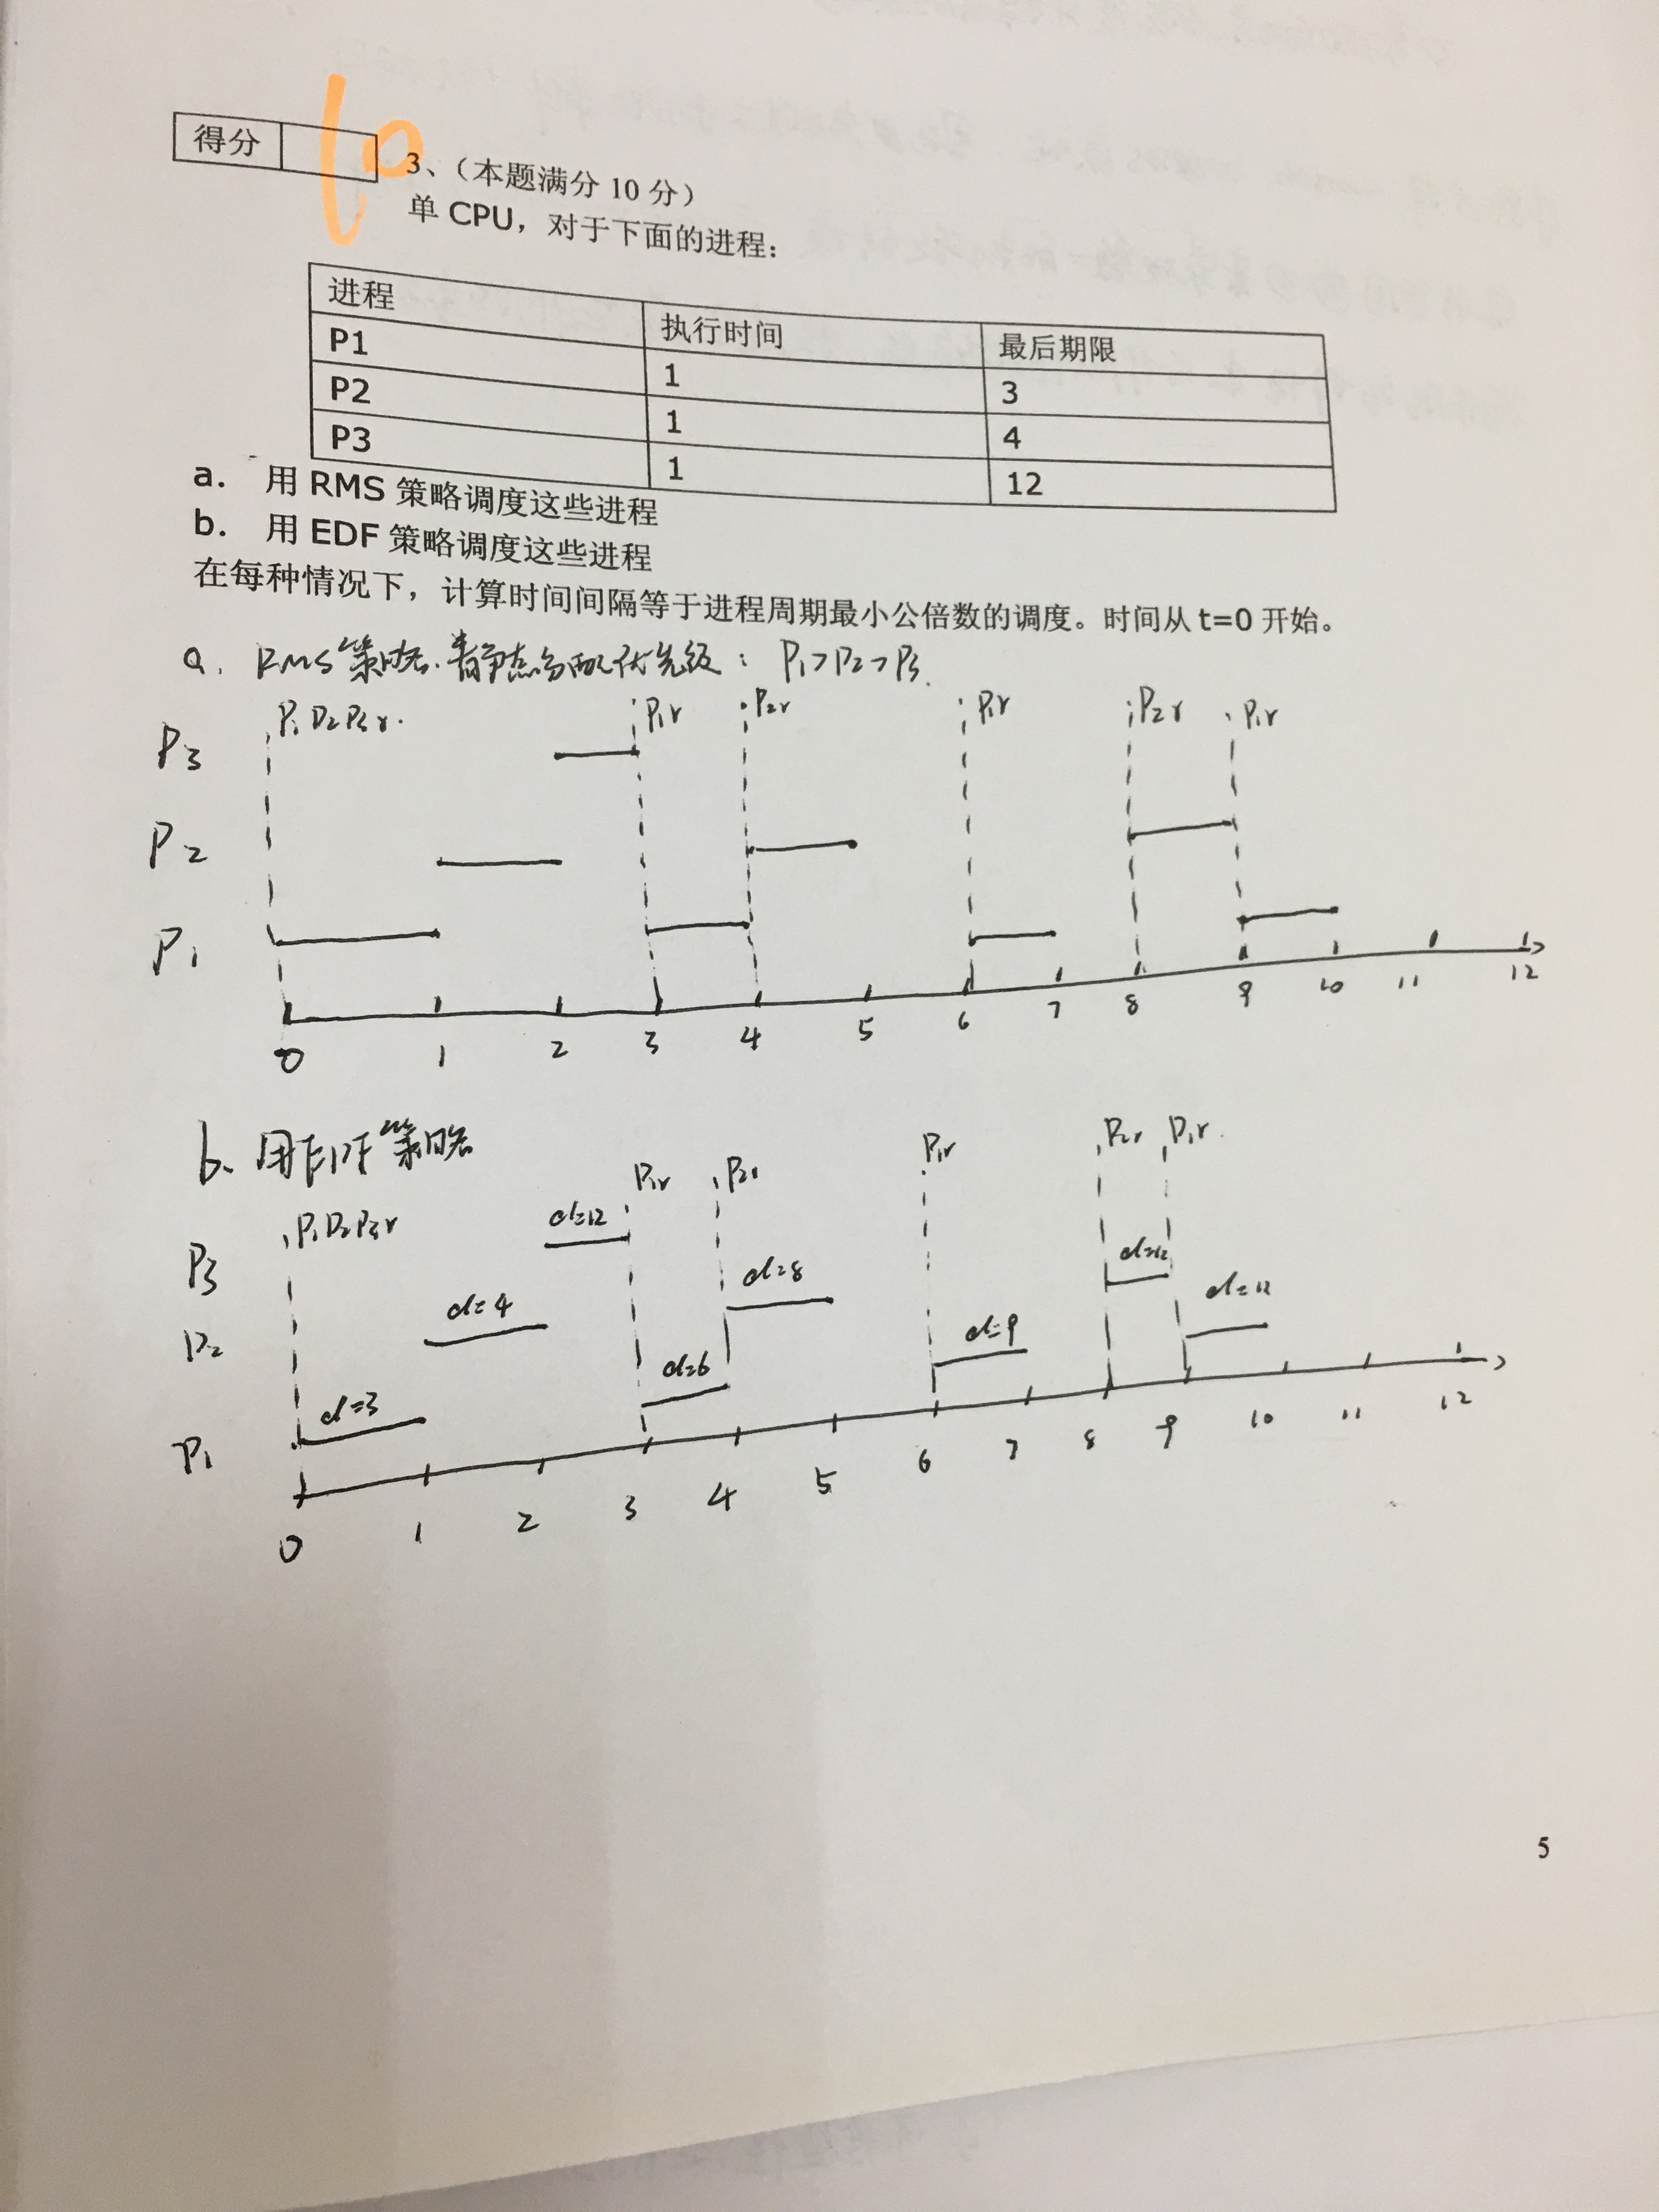 得分
10
3、(本题满分 10 分)
单 CPU，对于下面的进程：
进程 执行时间 最后期限
P1 1 3
P2 1 4
P3 1 12
a. 用 RMS 策略调度这些进程
b. 用 EDF 策略调度这些进程
在每种情况下，计算时间间隔等于进程周期最小公倍数的调度。时间从 t=0 开始。
a. RMS策略.静态分配优先级： P1>P2>P3.
P1P2P3r. P1r P2r P1r P2r P1r
P3
P2
P1
0 1 2 3 4 5 6 7 8 9 10 11 12
b. 用EDF策略
P1P2P3r P1r P2r P1r P2r P1r
P3 d=12
P2 d=4 d=8 d=12
P1 d=3 d=6 d=9 d=12
0 1 2 3 4 5 6 7 8 9 10 11 12
5